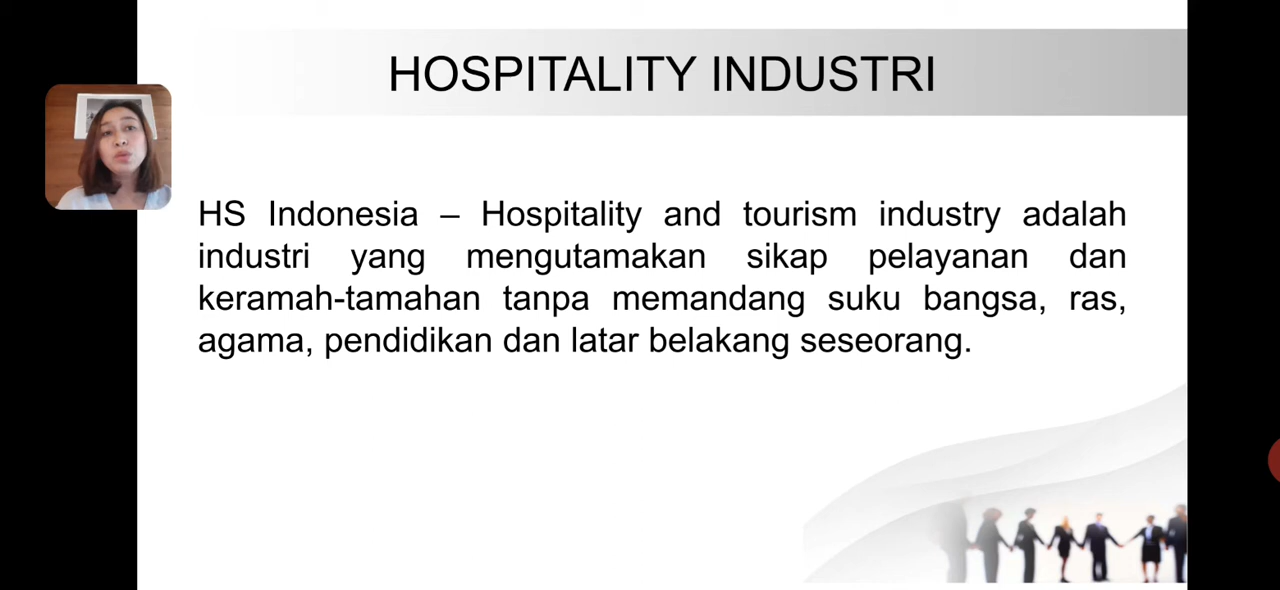 HOSPITALITY INDUSTRI
HS Indonesia – Hospitality and tourism industry adalah
industri yang mengutamakan sikap pelayanan dan
keramah-tamahan tanpa memandang suku bangsa, ras,
agama, pendidikan dan latar belakang seseorang.